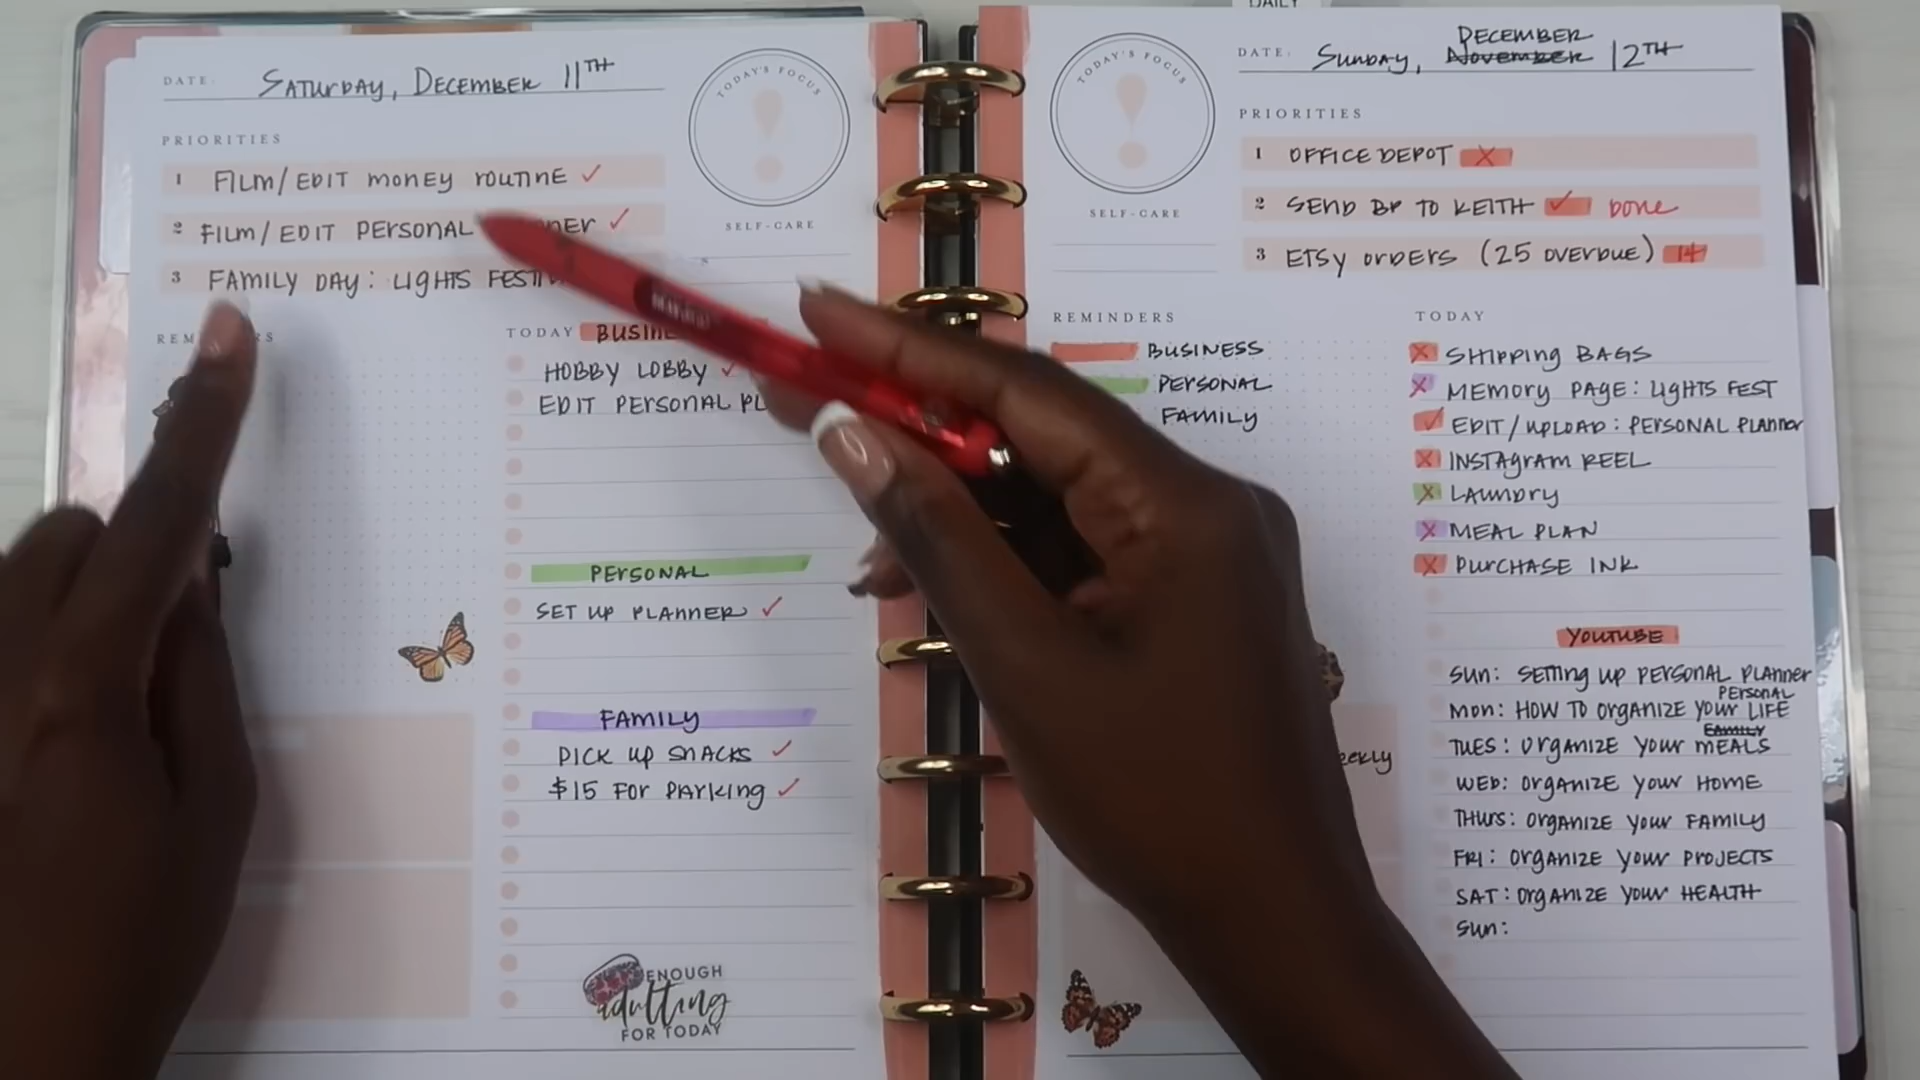 DAILY
DATE: SATURDAY, DECEMBER 11TH
TODAY'S FOCUS
PRIORITIES
1 FILM/EDIT MONEY ROUTINE ✓
2 FILM/EDIT PERSONAL ✓
3 FAMILY DAY: LIGHTS
SELF-CARE
TODAY
HOBBY LOBBY ✓
EDIT PERSONAL
PERSONAL
SET UP PLANNER ✓
FAMILY
PICK UP SNACKS ✓
$15 FOR PARKING ✓
ENOUGH
adulting
FOR TODAY
TODAY'S FOCUS
SELF-CARE
DECEMBER
DATE: SUNDAY, NOVEMBER 12TH
PRIORITIES
1 OFFICE DEPOT X
2 SEND BP TO KEITH ✓ DONE
3 ETSY ORDERS (25 OVERDUE) 14
REMINDERS
BUSINESS
PERSONAL
FAMILY
TODAY
X SHIPPING BAGS
X MEMORY PAGE: LIGHTS FEST
✓ EDIT/UPLOAD: PERSONAL PLANNER
X INSTAGRAM REEL
X LAUNDRY
X MEAL PLAN
X PURCHASE INK
YOUTUBE
SUN: SETTING UP PERSONAL PLANNER
PERSONAL
MON: HOW TO ORGANIZE YOUR LIFE
FAMILY
TUES: ORGANIZE YOUR MEALS
WED: ORGANIZE YOUR HOME
THURS: ORGANIZE YOUR FAMILY
FRI: ORGANIZE YOUR PROJECTS
SAT: ORGANIZE YOUR HEALTH
SUN: